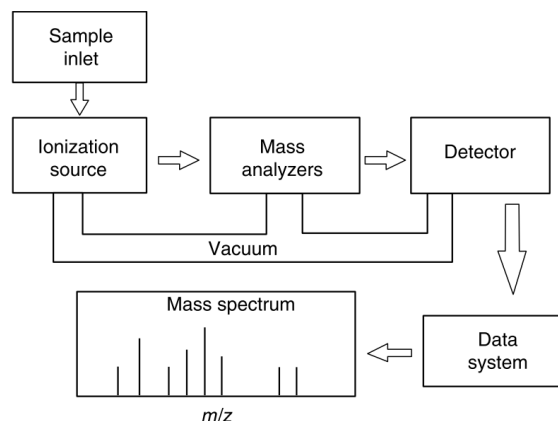 Sample
inlet
Ionization
source
Mass
analyzers
Detector
Vacuum
Mass spectrum
Data
system
m/z